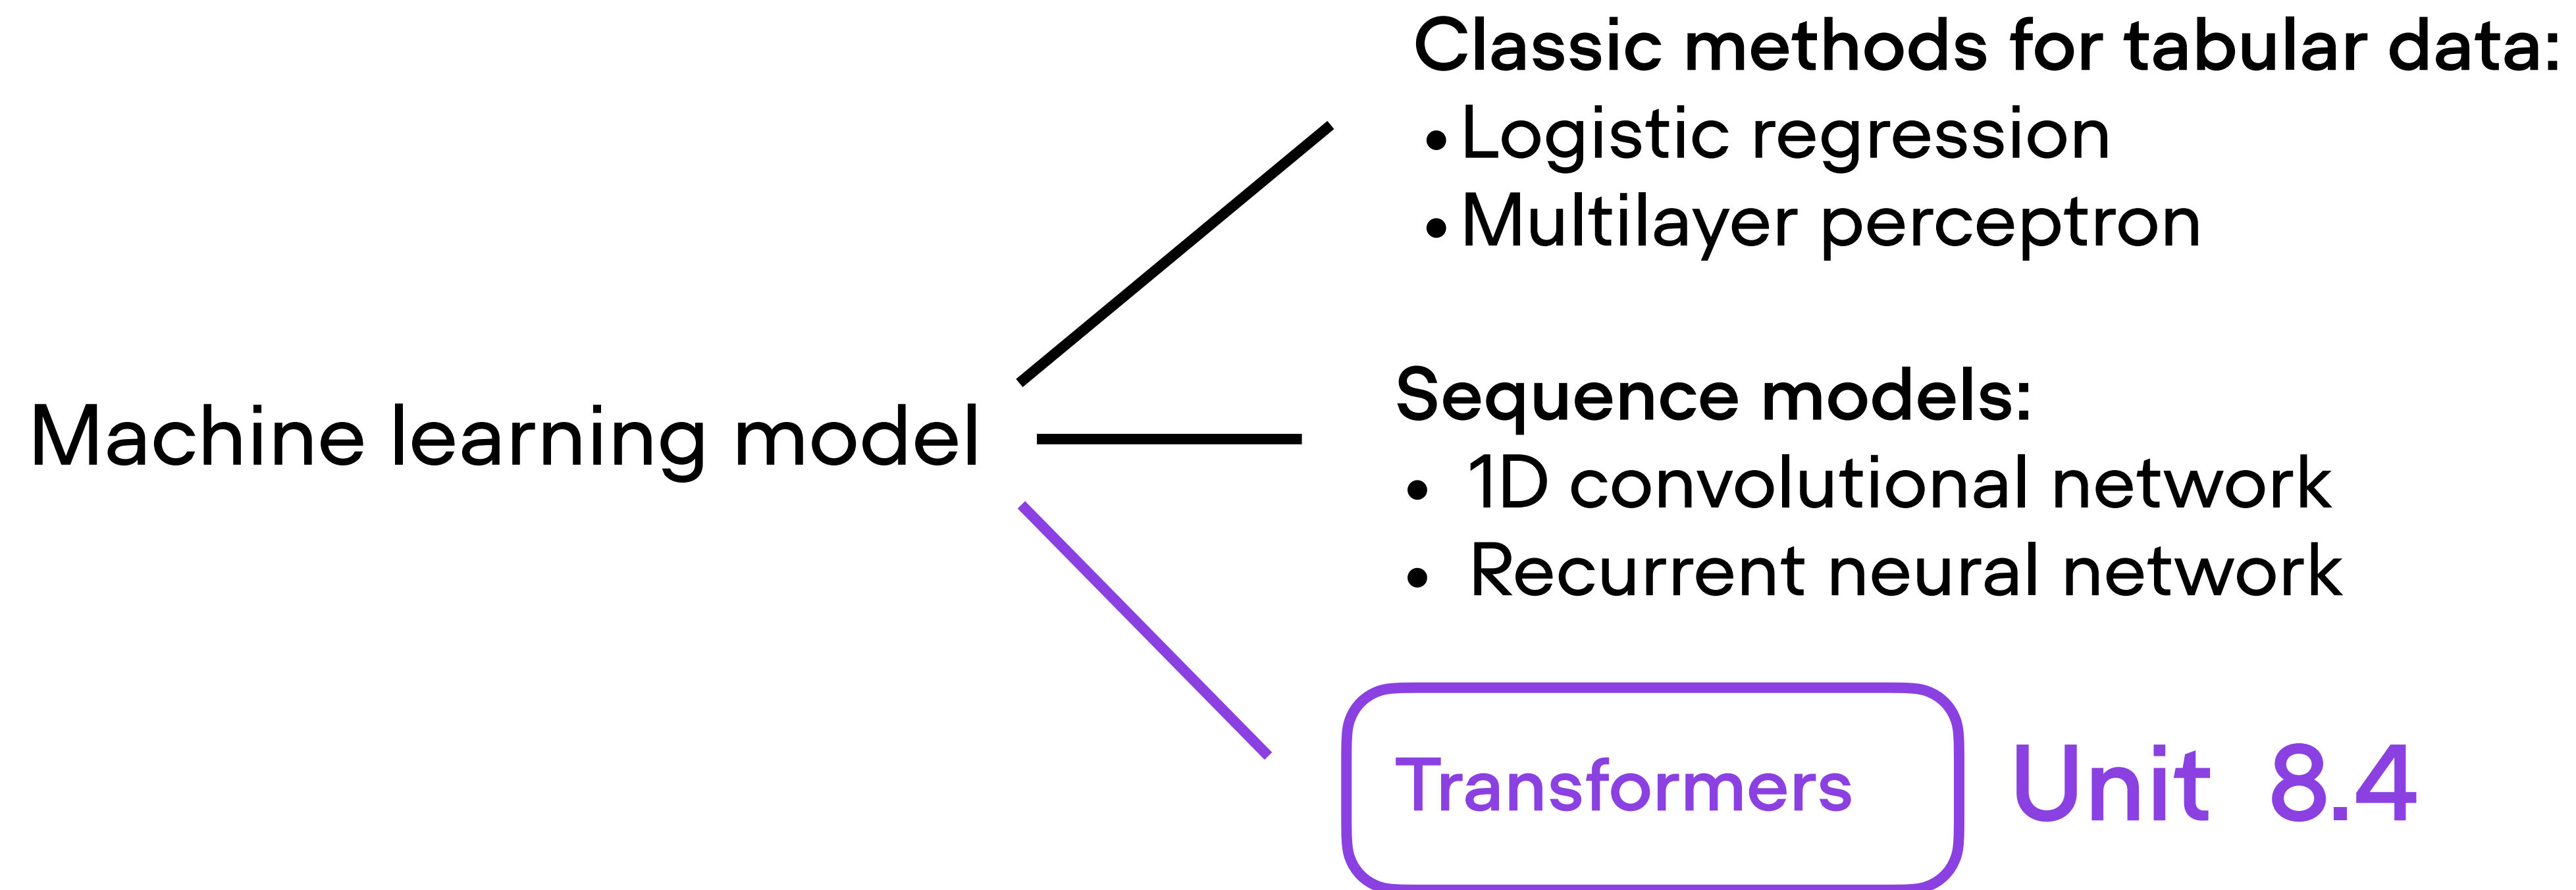 Classic methods for tabular data:
• Logistic regression
• Multilayer perceptron
Machine learning model
Sequence models:
• 1D convolutional network
• Recurrent neural network
Transformers
Unit 8.4